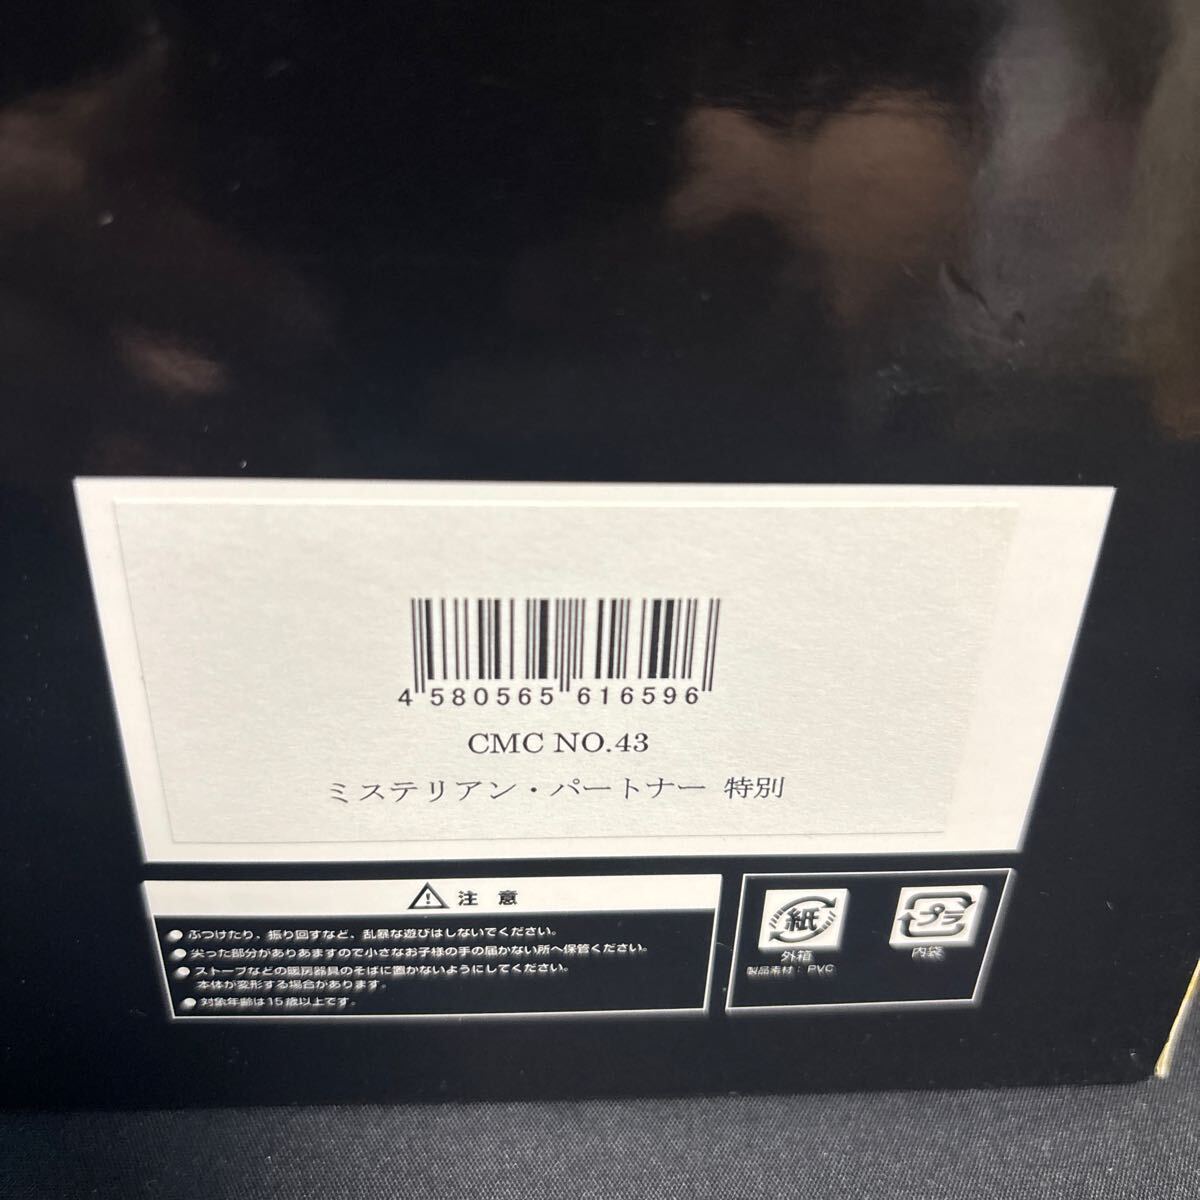 4 580565 616596
CMC NO.43
ミステリアン・パートナー 特別
注 意
● ぶつけたり、振り回すなど、乱暴な遊びはしないでください。
● 尖った部分がありあますので小さなお子様の手の届かない所へ保管ください。
● ストーブなどの暖房器具のそばに置かないようにしてください。
本体が変形する場合があります。
● 対象年齢は15歳以上です。
紙
外箱
プラ
内袋
製品素材：PVC